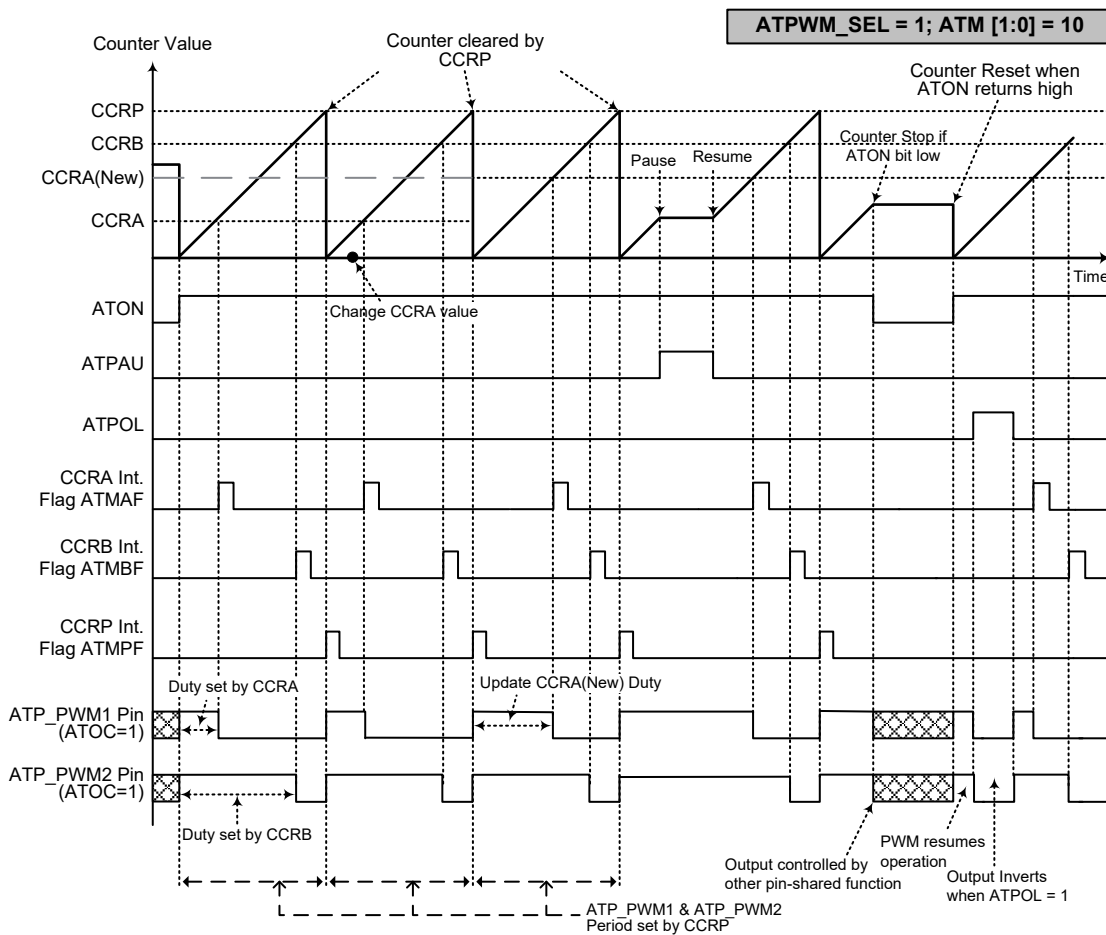 ATPWM_SEL = 1; ATM [1:0] = 10
Counter Value
Counter cleared by
CCRP
Counter Reset when
ATON returns high
CCRP
CCRB
Counter Stop if
ATON bit low
Pause
Resume
CCRA(New)
CCRA
Time
ATON
Change CCRA value
ATPAU
ATPOL
CCRA Int.
Flag ATMAF
CCRB Int.
Flag ATMBF
CCRP Int.
Flag ATMPF
Duty set by CCRA
Update CCRA(New) Duty
ATP_PWM1 Pin
(ATOC=1)
ATP_PWM2 Pin
(ATOC=1)
Duty set by CCRB
Output controlled by
other pin-shared function
PWM resumes
operation
Output Inverts
when ATPOL = 1
ATP_PWM1 & ATP_PWM2
Period set by CCRP